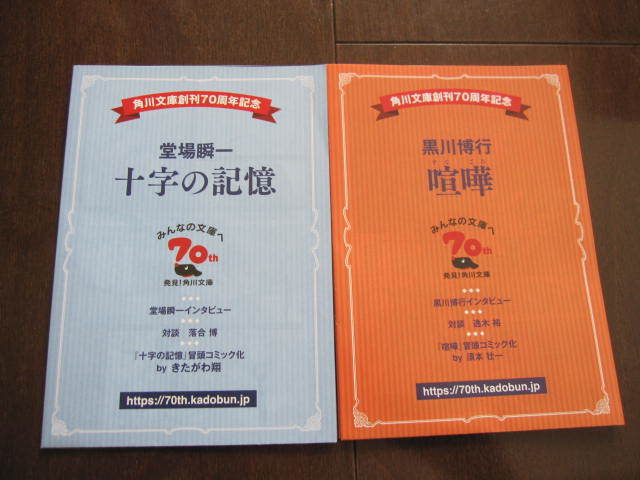 角川文庫創刊70周年記念
堂場瞬一
十字の記憶
みんなの文庫へ
70th
発見!角川文庫
堂場瞬一インタビュー
対談 落合 博
『十字の記憶』冒頭コミック化
by きたがわ翔
https://70th.kadobun.jp
角川文庫創刊70周年記念
黒川博行
喧嘩
みんなの文庫へ
70th
発見!角川文庫
黒川博行インタビュー
対談 逸木 裕
『喧嘩』冒頭コミック化
by 須本 壮一
https://70th.kadobun.jp